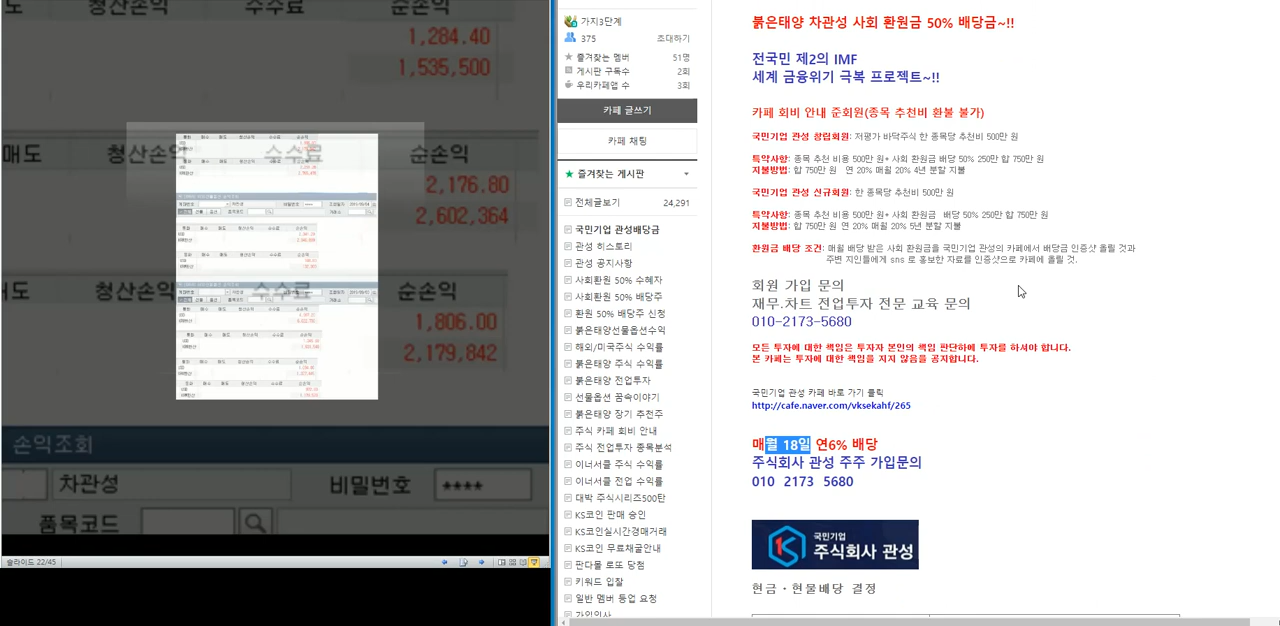 도
청산손익
수수료
순손익
1,284.40
1,535,500
매도
청산손익
수수료
순손익
2,176.80
2,602,364
도
청산손익
수수료
순손익
1,806.00
2,179,842
손익조회
차관성
비밀번호
****
품목코드
슬라이드 22/45
가지3단계
375
초대하기
즐겨찾는 멤버
51명
게시판 구독수
2회
우리카페앱 수
3회
카페 글쓰기
카페 채팅
즐겨찾는 게시판
전체글보기
24,291
국민기업 관성배당금
관성 히스토리
관성 공지사항
사회환원 50% 수혜자
사회환원 50% 배당주
환원 50% 배당주 신청
붉은태양선물옵션수익
해외/미국주식 수익률
붉은태양 주식 수익률
붉은태양 전업투자
선물옵션 꿈속이야기
붉은태양 장기 추천주
주식 카페 회비 안내
주식 전업투자 종목분석
이너서클 주식 수익률
이너서클 전업 수익률
대박 주식시리즈500탄
KS코인 판매 승인
KS코인실시간경매거래
KS코인 무료채굴안내
판다몰 로또 당첨
키워드 입찰
일반 멤버 등업 요청
가입인사
붉은태양 차관성 사회 환원금 50% 배당금~!!
전국민 제2의 IMF
세계 금융위기 극복 프로젝트~!!
카페 회비 안내 준회원(종목 추천비 환불 불가)
국민기업 관성 창립회원: 저평가 바닥주식 한 종목당 추천비 500만 원
특약사항: 종목 추천 비용 500만 원+ 사회 환원금 배당 50% 250만 합 750만 원
지불방법: 합 750만 원 연 20% 매월 20% 4년 분할 지불
국민기업 관성 신규회원: 한 종목당 추천비 500만 원
특약사항: 종목 추천 비용 500만 원+ 사회 환원금 배당 50% 250만 합 750만 원
지불방법: 합 750만 원 연 20% 매월 20% 5년 분할 지불
환원금 배당 조건: 매월 배당 받은 사회 환원금을 국민기업 관성의 카페에서 배당금 인증샷 올릴 것과
주변 지인들에게 sns 로 홍보한 자료를 인증샷으로 카페에 올릴 것.
회원 가입 문의
재무.차트 전업투자 전문 교육 문의
010-2173-5680
모든 투자에 대한 책임은 투자자 본인의 책임 판단하에 투자를 하셔야 합니다.
본 카페는 투자에 대한 책임을 지지 않음을 공지합니다.
국민기업 관성 카페 바로 가기 클릭
http://cafe.naver.com/vksekahf/265
매월 18일 연6% 배당
주식회사 관성 주주 가입문의
010 2173 5680
국민기업
주식회사 관성
현금・현물배당 결정